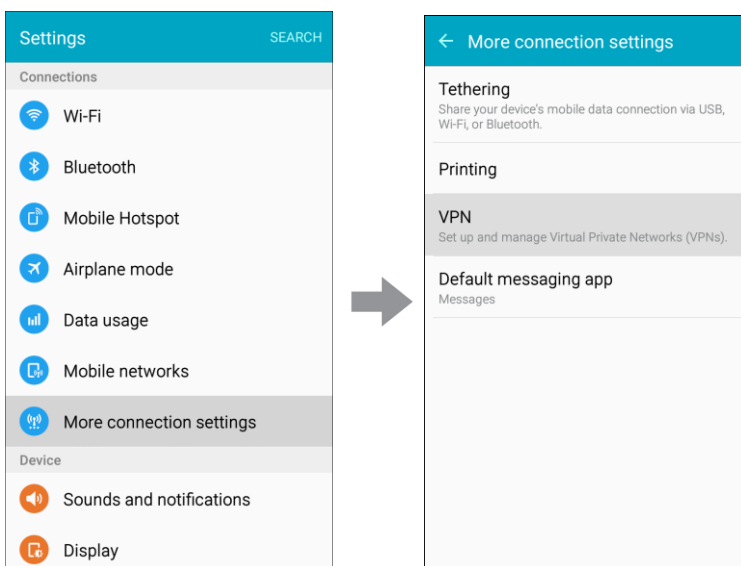 Settings
SEARCH
Connections
Wi-Fi
Bluetooth
Mobile Hotspot
Airplane mode
Data usage
Mobile networks
More connection settings
Device
Sounds and notifications
Display
More connection settings
Tethering
Share your device's mobile data connection via USB,
Wi-Fi, or Bluetooth.
Printing
VPN
Set up and manage Virtual Private Networks (VPNs).
Default messaging app
Messages